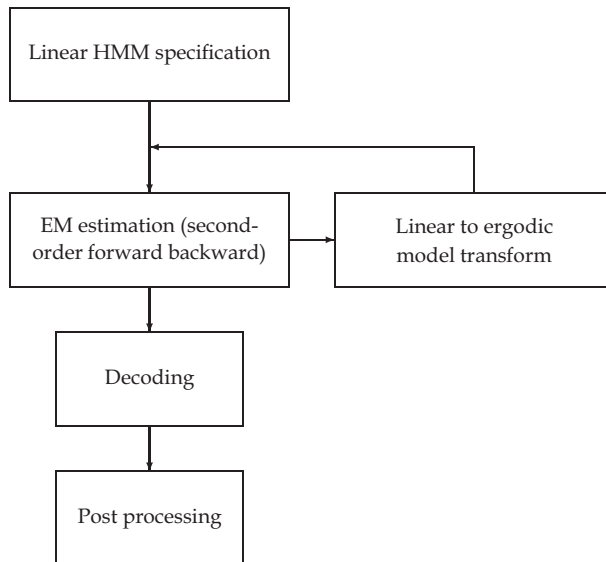 Linear HMM specification
EM estimation (second-
order forward backward)
Linear to ergodic
model transform
Decoding
Post processing